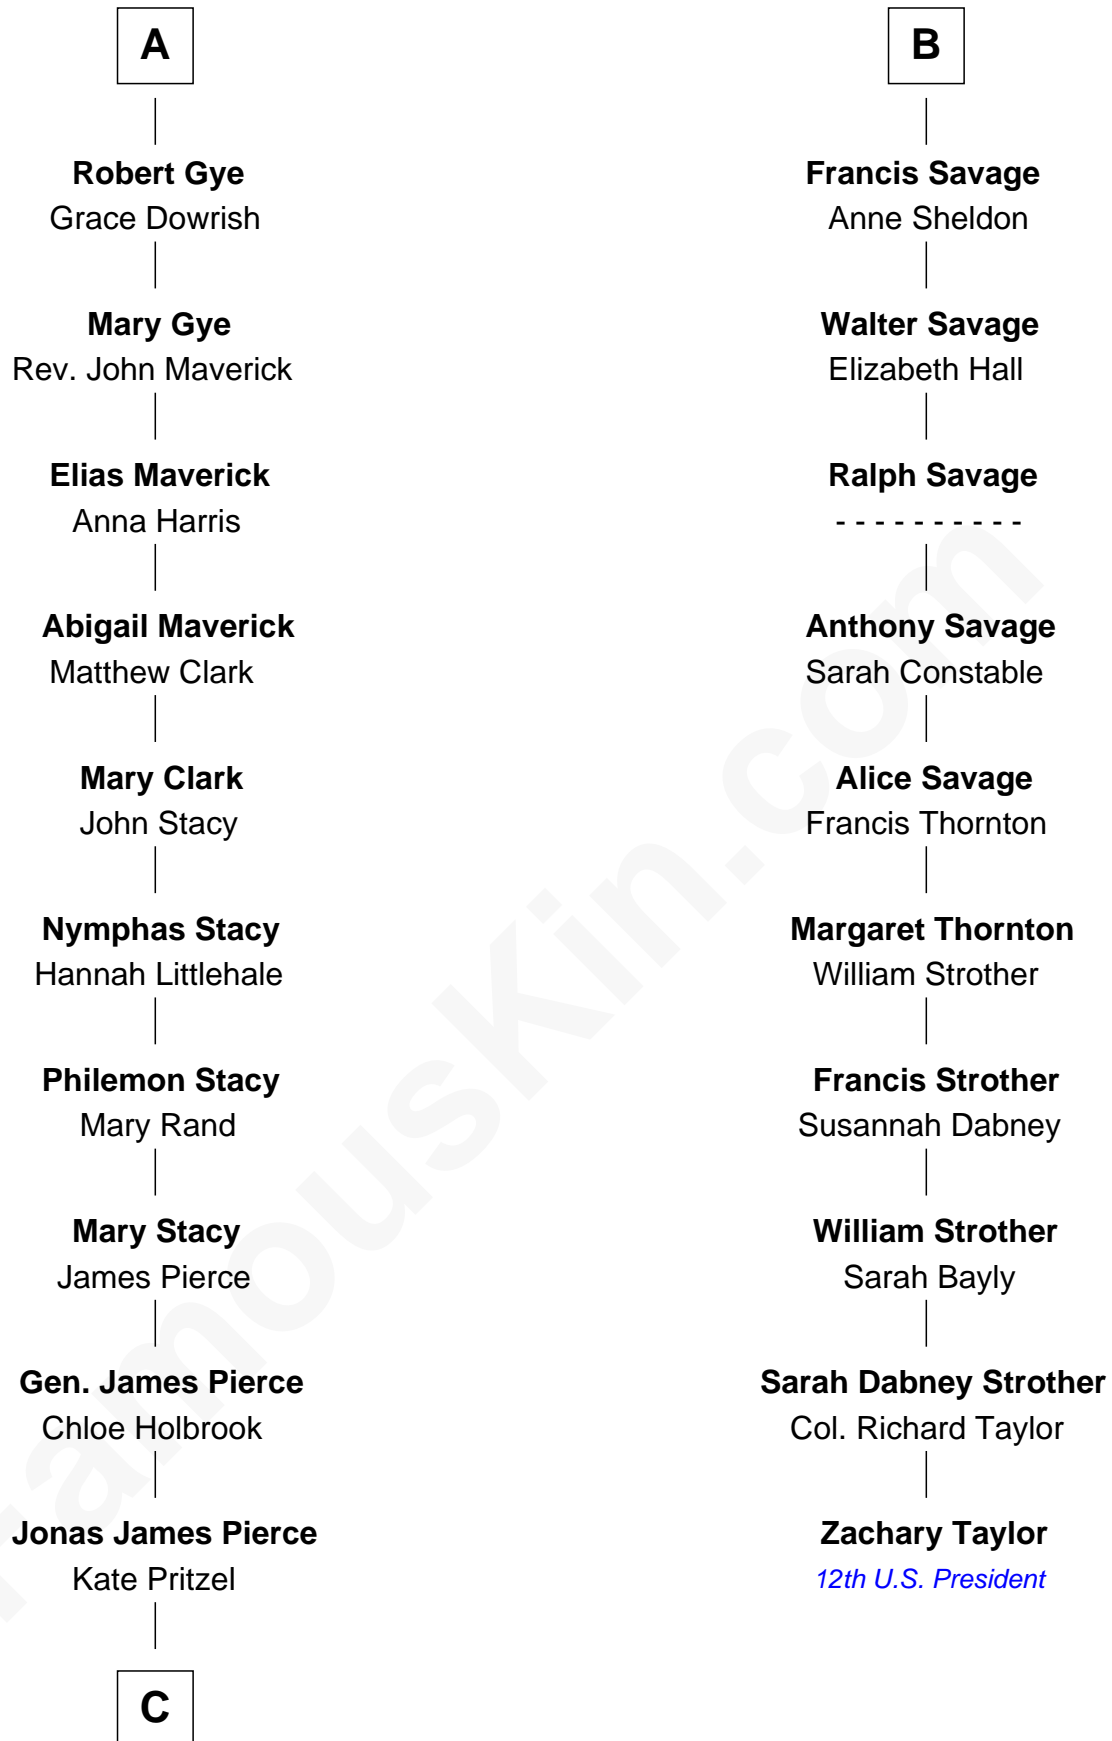 A
Robert Gye
Grace Dowrish
Mary Gye
Rev. John Maverick
Elias Maverick
Anna Harris
Abigail Maverick
Matthew Clark
Mary Clark
John Stacy
Nymphas Stacy
Hannah Littlehale
Philemon Stacy
Mary Rand
Mary Stacy
James Pierce
Gen. James Pierce
Chloe Holbrook
Jonas James Pierce
Kate Pritzel
C
B
Francis Savage
Anne Sheldon
Walter Savage
Elizabeth Hall
Ralph Savage
- - - - - - - - - -
Anthony Savage
Sarah Constable
Alice Savage
Francis Thornton
Margaret Thornton
William Strother
Francis Strother
Susannah Dabney
William Strother
Sarah Bayly
Sarah Dabney Strother
Col. Richard Taylor
Zachary Taylor
12th U.S. President
FamousKin.com